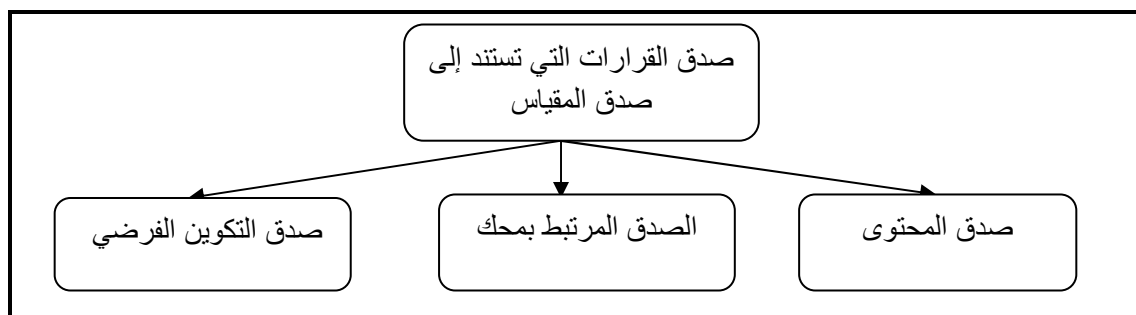 صدق القرارات التي تستند إلى
صدق المقياس
صدق المحتوى
الصدق المرتبط بمحك
صدق التكوين الفرضي